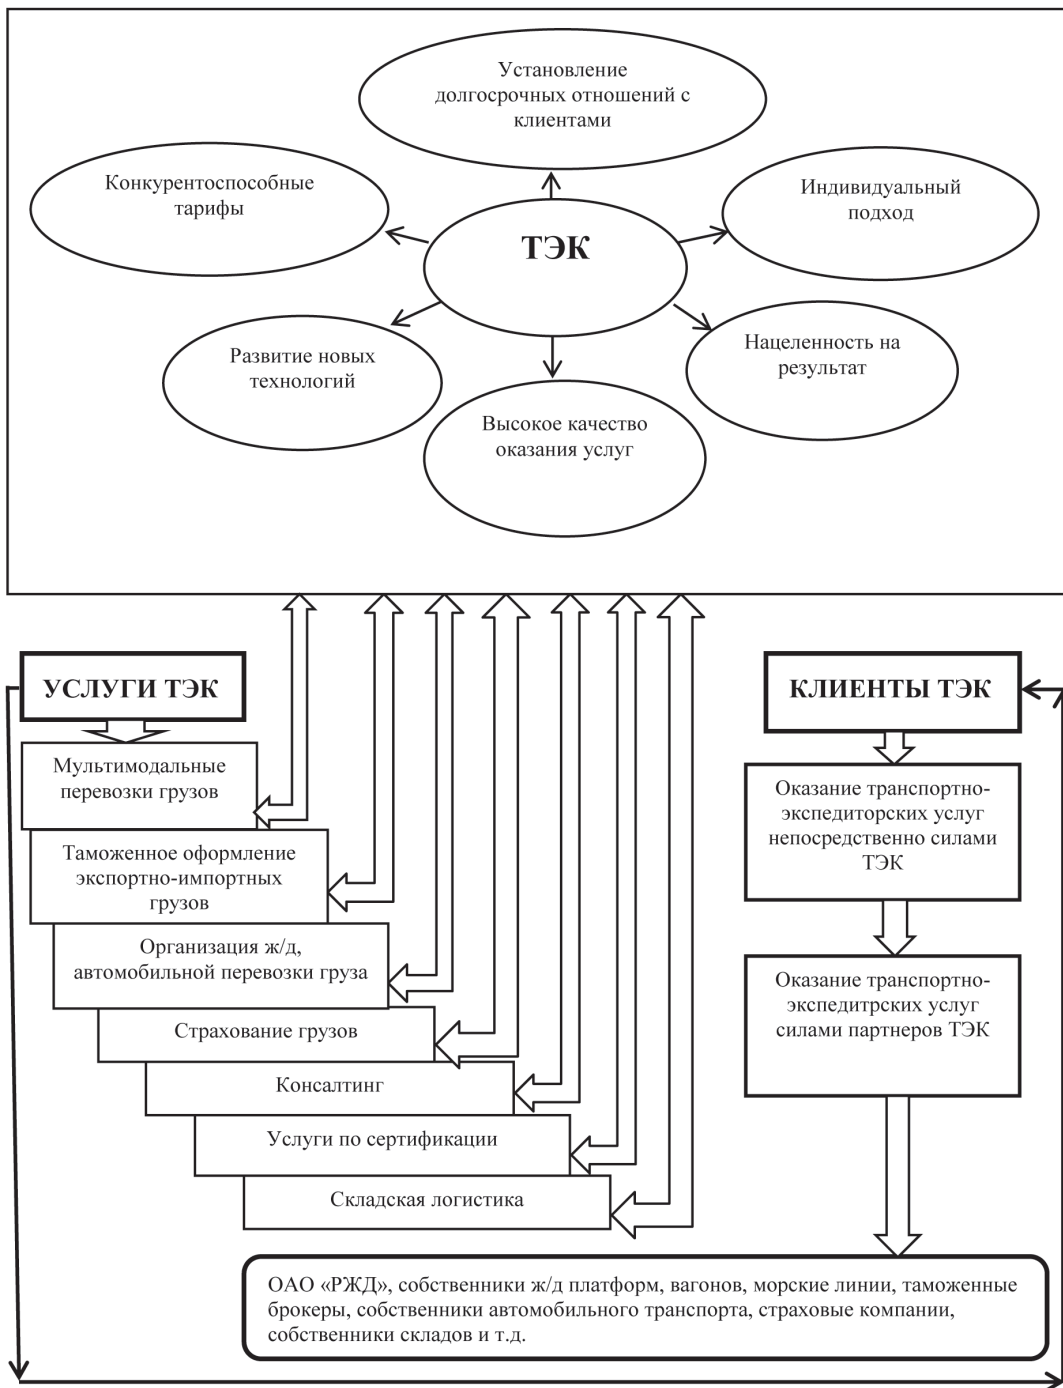 Установление
долгосрочных отношений с
клиентами
Конкурентоспособные
тарифы
Индивидуальный
подход
ТЭК
Развитие новых
технологий
Нацеленность на
результат
Высокое качество
оказания услуг
УСЛУГИ ТЭК
Мультимодальные
перевозки грузов
Таможенное оформление
экспортно-импортных
грузов
Организация ж/д,
автомобильной перевозки груза
Страхование грузов
Консалтинг
Услуги по сертификации
Складская логистика
КЛИЕНТЫ ТЭК
Оказание транспортно-
экспедиторских услуг
непосредственно силами
ТЭК
Оказание транспортно-
экспедитрских услуг
силами партнеров ТЭК
ОАО «РЖД», собственники ж/д платформ, вагонов, морские линии, таможенные
брокеры, собственники автомобильного транспорта, страховые компании,
собственники складов и т.д.